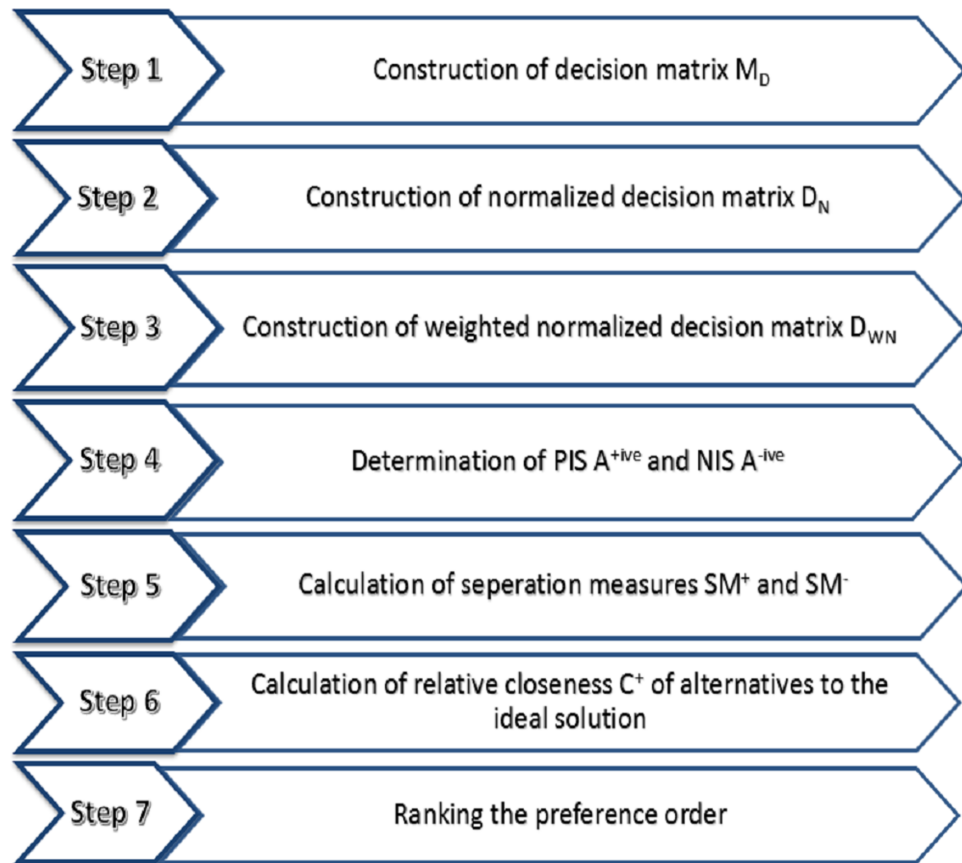 Step 1
Construction of decision matrix M_D
Step 2
Construction of normalized decision matrix D_N
Step 3
Construction of weighted normalized decision matrix D_WN
Step 4
Determination of PIS A^+ive and NIS A^-ive
Step 5
Calculation of seperation measures SM^+ and SM^-
Step 6
Calculation of relative closeness C^+ of alternatives to the
ideal solution
Step 7
Ranking the preference order